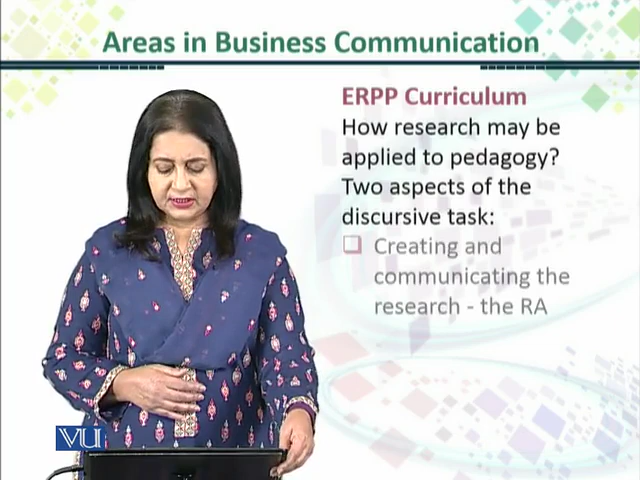 Areas in Business Communication
ERPP Curriculum
How research may be
applied to pedagogy?
Two aspects of the
discursive task:
Creating and
communicating the
research - the RA
VU